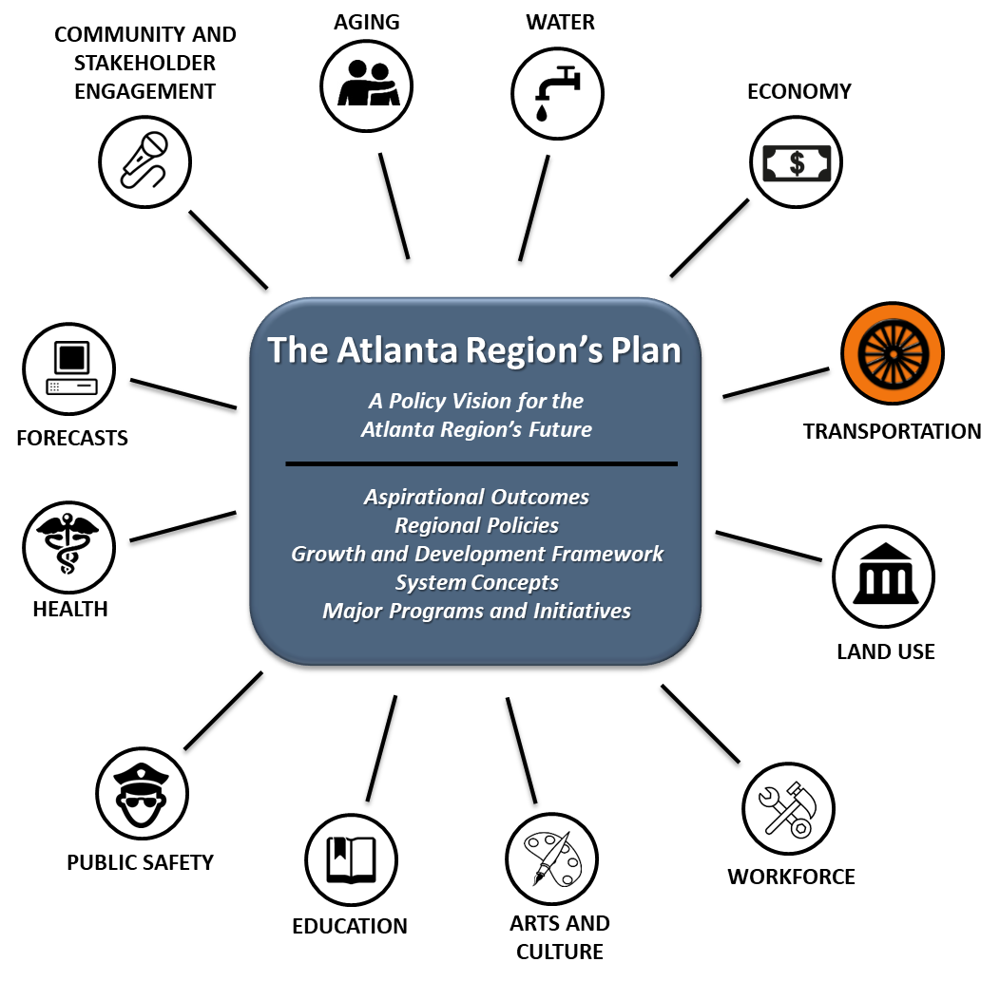 COMMUNITY AND
STAKEHOLDER
ENGAGEMENT
AGING
WATER
ECONOMY
$
The Atlanta Region's Plan
A Policy Vision for the
Atlanta Region's Future
Aspirational Outcomes
Regional Policies
Growth and Development Framework
System Concepts
Major Programs and Initiatives
FORECASTS
TRANSPORTATION
HEALTH
LAND USE
PUBLIC SAFETY
WORKFORCE
EDUCATION
ARTS AND
CULTURE